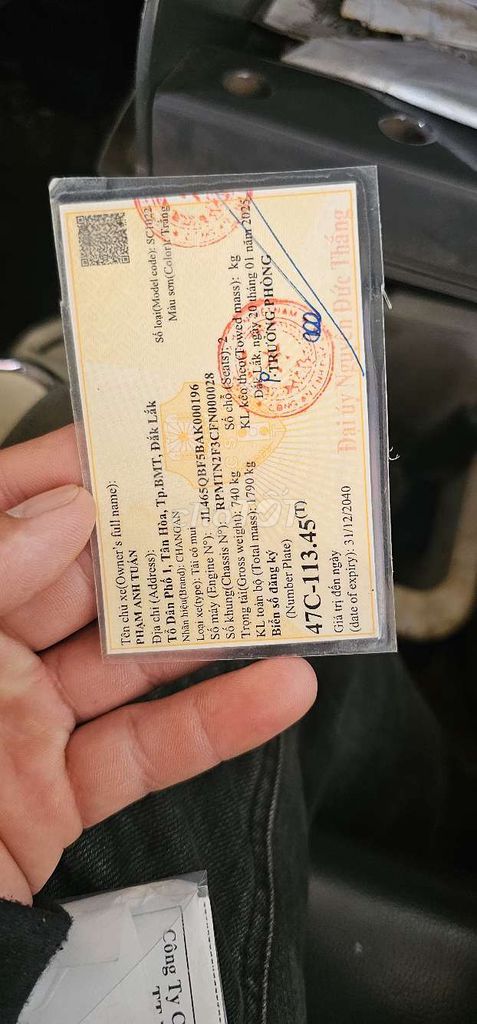 Tên chủ xe(Owner's full name):
PHẠM ANH TUẤN
Địa chỉ (Address):
Tổ Dân Phố 1, Tân Hòa, Tp.BMT, Đắk Lắk
Nhãn hiệu(Brand): CHANGAN
Số loại(Model code): SC1022
Loại xe(type): Tải có mui
Màu sơn(Color): Trắng
Số máy (Engine N°): JL465QBF5BAK000196
Số khung(Chassis N°): RPMTN2F3CFN000028
Trọng tải(Gross weight): 740 kg
Số chỗ (Seats): 2
KL toàn bộ (Total mass): 1790 kg
KL kéo theo(Towed mass): kg
Biển số đăng ký
(Number Plate)
Đắk Lắk, ngày 20 tháng 01 năm 2025
P.TRƯỞNG PHÒNG
47C-113.45(T)
Giá trị đến ngày
(date of expiry): 31/12/2040
Đại úy Nguyễn Đức Thắng
Công Ty